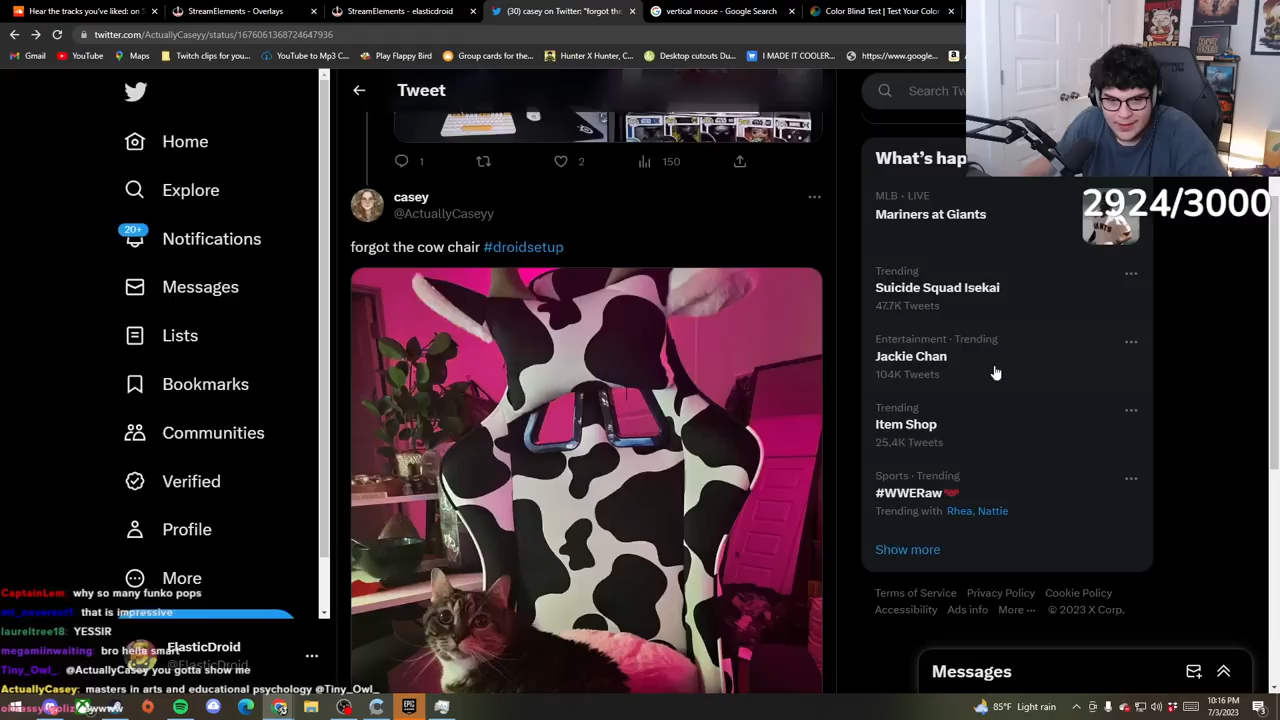 Hear the tracks you've liked: on S
StreamElements - Overlays
StreamElements - elasticdroid
(30) casey on Twitter: "forgot the
vertical mouse - Google Search
Color Blind Test | Test Your Color
twitter.com/ActuallyCaseyy/status/1676061368724647936
Gmail
YouTube
Maps
Twitch clips for you...
YouTube to Mp3 C...
Play Flappy Bird
Group cards for the...
Hunter X Hunter, C...
Desktop cutouts Du...
I MADE IT COOLER...
https://www.google...
Tweet
Search Tw
Home
Explore
20+
Notifications
Messages
Lists
Bookmarks
Communities
Verified
Profile
More
1
2
150
casey
@ActuallyCaseyy
forgot the cow chair #droidsetup
What's hap
MLB · LIVE
Mariners at Giants
2924/3000
Trending
Suicide Squad Isekai
47.7K Tweets
Entertainment · Trending
Jackie Chan
104K Tweets
Trending
Item Shop
25.4K Tweets
Sports · Trending
#WWERaw
Trending with Rhea, Nattie
Show more
Terms of Service Privacy Policy Cookie Policy
Accessibility Ads info More ··· © 2023 X Corp.
CaptainLem why so many funko pops
that is impressive
laureltree18: YESSIR
megamiinwaiting: bro hella smart
Tiny_Owl_: @ActuallyCasey you gotta show me
ActuallyCasey: masters in arts and educational psychology @Tiny_Owl_
ElasticDroid
@ElasticDroid
Messages
85°F Light rain
10:16 PM
7/3/2023
3